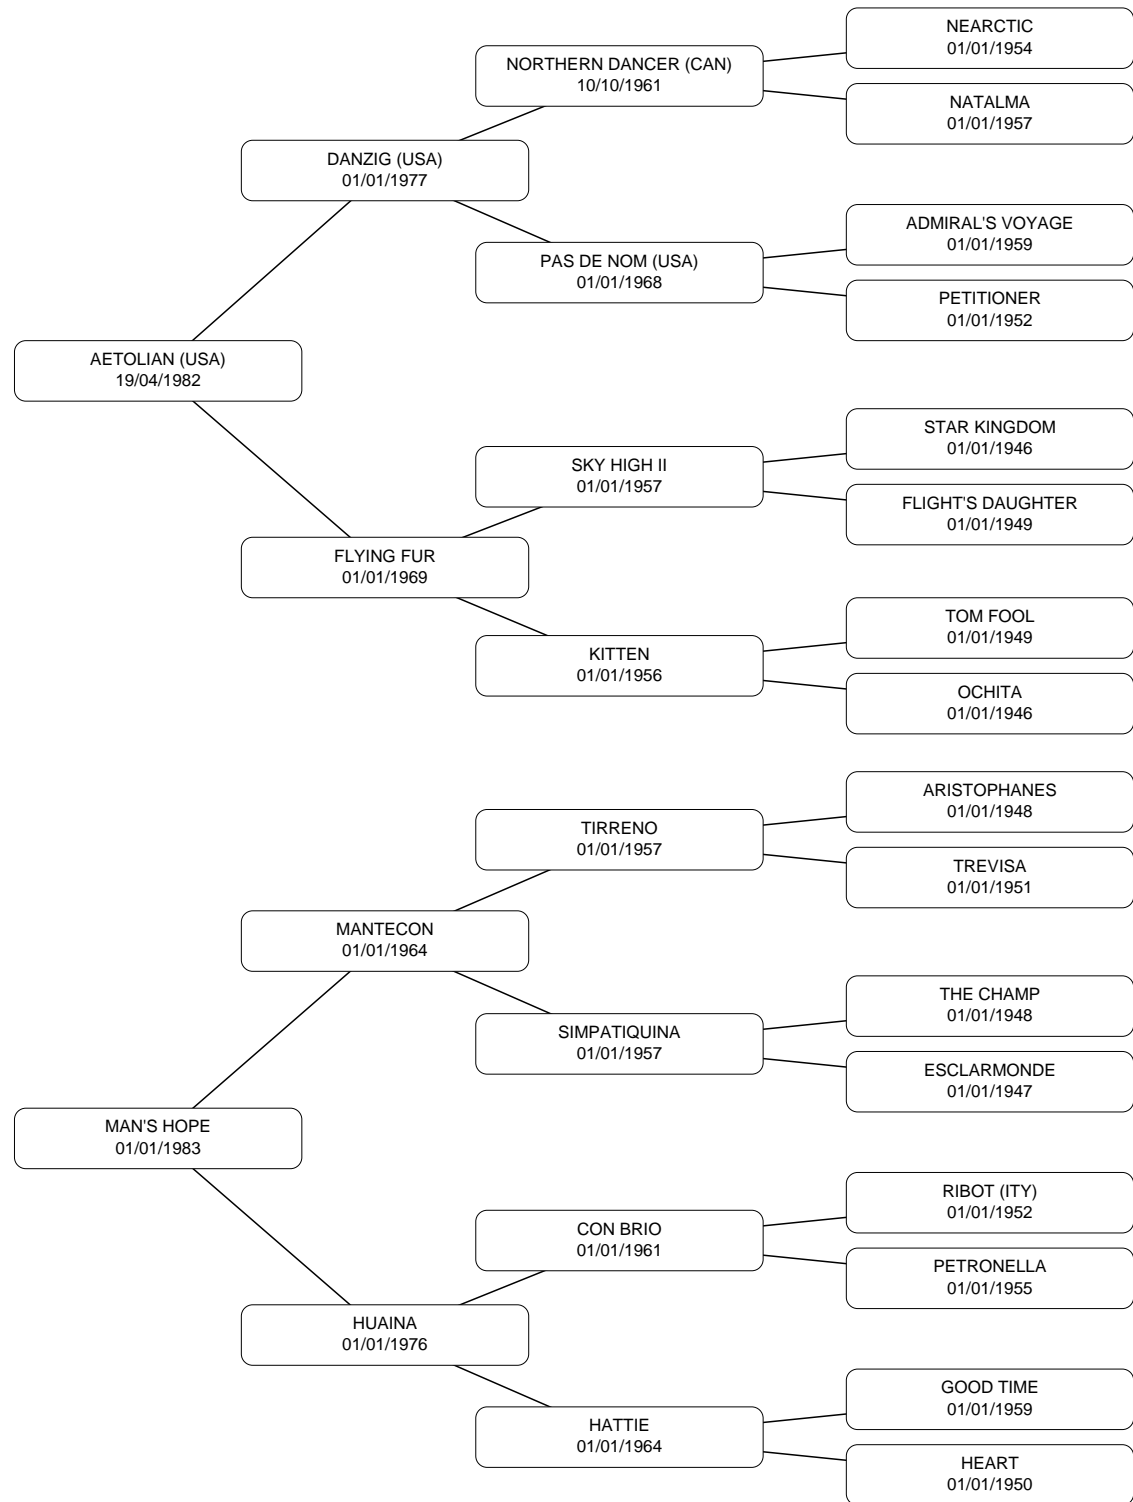 NEARCTIC
01/01/1954
NORTHERN DANCER (CAN)
10/10/1961
NATALMA
01/01/1957
DANZIG (USA)
01/01/1977
ADMIRAL'S VOYAGE
01/01/1959
PAS DE NOM (USA)
01/01/1968
PETITIONER
01/01/1952
AETOLIAN (USA)
19/04/1982
STAR KINGDOM
01/01/1946
SKY HIGH II
01/01/1957
FLIGHT'S DAUGHTER
01/01/1949
FLYING FUR
01/01/1969
TOM FOOL
01/01/1949
KITTEN
01/01/1956
OCHITA
01/01/1946
ARISTOPHANES
01/01/1948
TIRRENO
01/01/1957
TREVISA
01/01/1951
MANTECON
01/01/1964
THE CHAMP
01/01/1948
SIMPATIQUINA
01/01/1957
ESCLARMONDE
01/01/1947
MAN'S HOPE
01/01/1983
RIBOT (ITY)
01/01/1952
CON BRIO
01/01/1961
PETRONELLA
01/01/1955
HUAINA
01/01/1976
GOOD TIME
01/01/1959
HATTIE
01/01/1964
HEART
01/01/1950